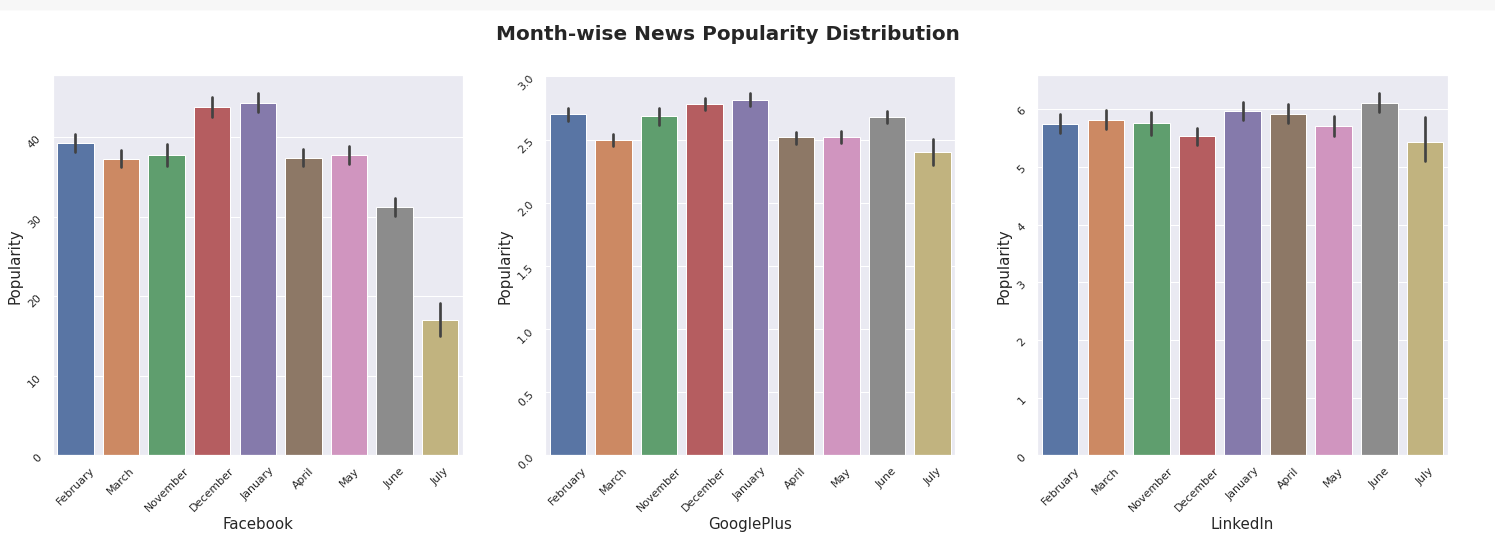 Month-wise News Popularity Distribution
Popularity
40
30
20
10
0
February
March
November
December
January
April
May
June
July
Facebook
Popularity
3.0
2.5
2.0
1.5
1.0
0.5
0.0
February
March
November
December
January
April
May
June
July
GooglePlus
Popularity
6
5
4
3
2
1
0
February
March
November
December
January
April
May
June
July
LinkedIn